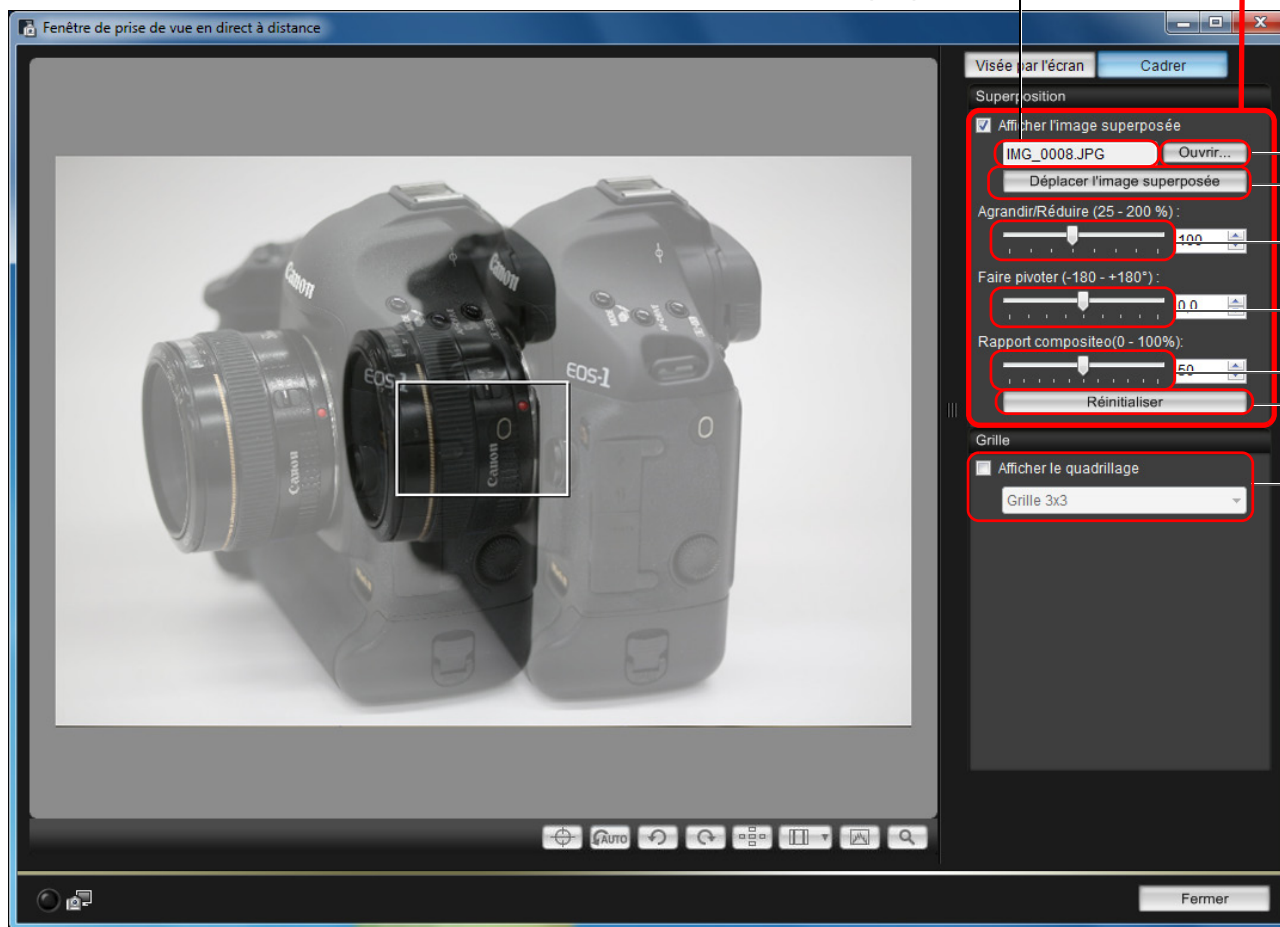 Fenêtre de prise de vue en direct à distance
Visée par l'écran
Cadrer
Superposition
Afficher l'image superposée
IMG_0008.JPG
Ouvrir...
Déplacer l'image superposée
Agrandir/Réduire (25 - 200 %) :
100
Faire pivoter (-180 - +180°) :
0,0
Rapport compositeo(0 - 100%):
50
Réinitialiser
Grille
Afficher le quadrillage
Grille 3x3
Canon
Canon
EOS-1
EOS-1
Canon
Canon
AUTO
Fermer